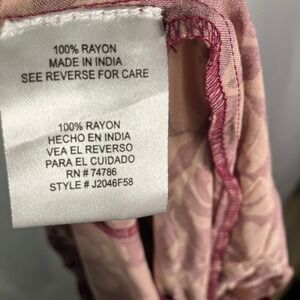 100% RAYON
MADE IN INDIA
SEE REVERSE FOR CARE
100% RAYON
HECHO EN INDIA
VEA EL REVERSO
PARA EL CUIDADO
RN # 74786
STYLE # J2046F58